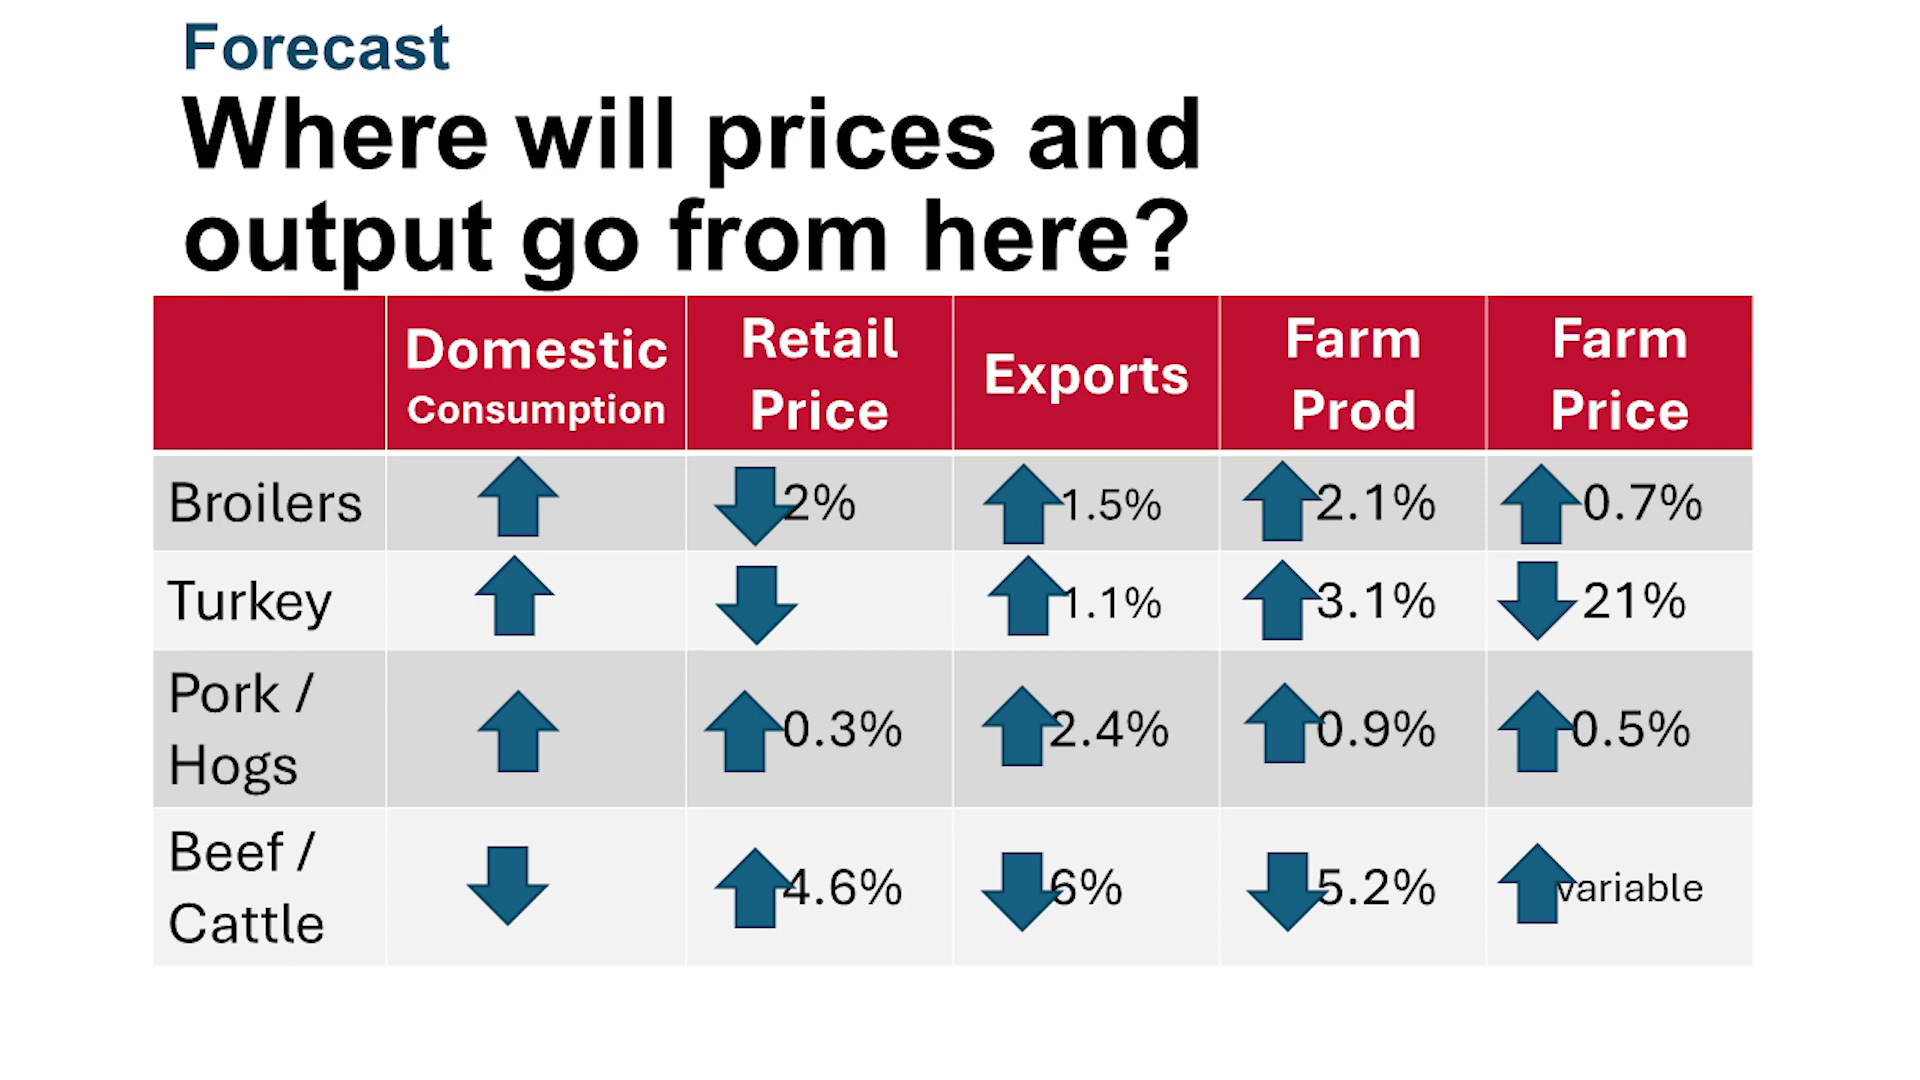 Forecast
Where will prices and
output go from here?
Domestic Consumption Retail Price Exports Farm Prod Farm Price
Broilers 2% 1.5% 2.1% 0.7%
Turkey 1.1% 3.1% 21%
Pork / Hogs 0.3% 2.4% 0.9% 0.5%
Beef / Cattle 4.6% 6% 5.2% variable